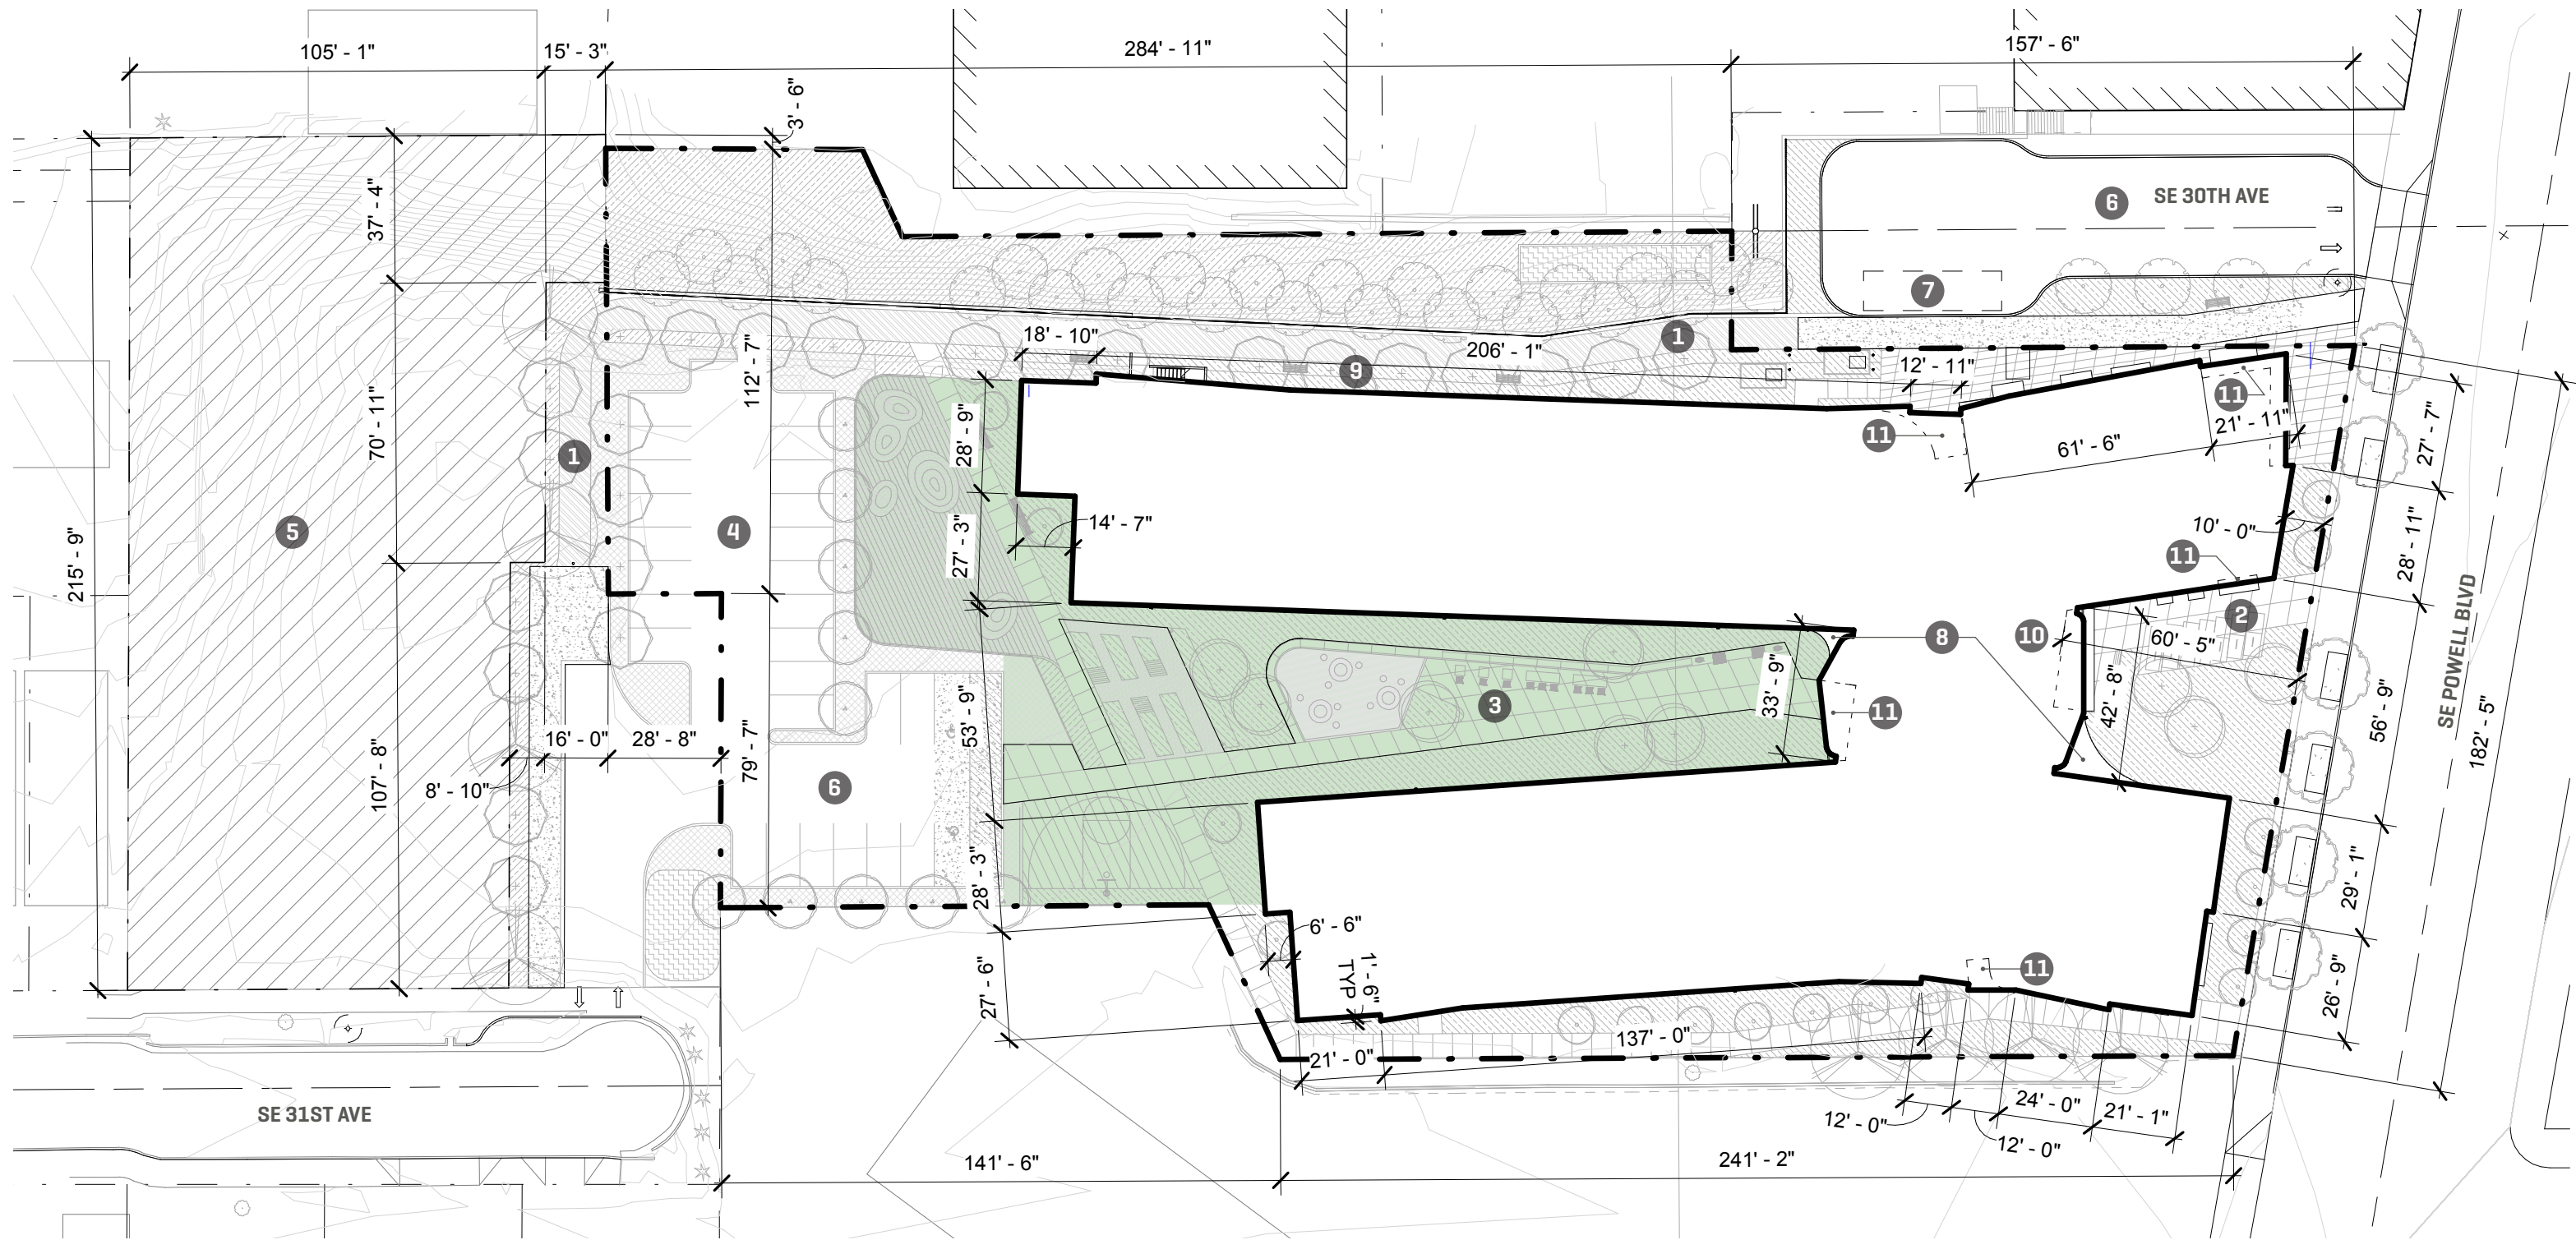 105' - 1"
15' - 3"
284' - 11"
157' - 6"
3' - 6"
37' - 4"
6
SE 30TH AVE
7
1
18' - 10"
206' - 1"
9
12' - 11"
112' - 7"
11
21' - 11"
11
61' - 6"
27' - 7"
70' - 11"
1
28' - 9"
5
4
14' - 7"
10' - 0"
215' - 9"
27' - 3"
11
28' - 11"
2
10
60' - 5"
8
SE POWELL BLVD
3
33' - 9"
11
42' - 8"
56' - 9"
182' - 5"
16' - 0"
28' - 8"
53' - 9"
79' - 7"
8' - 10"
107' - 8"
6
28' - 3"
29' - 1"
6' - 6"
1' - 6"
TYP
11
27' - 6"
26' - 9"
137' - 0"
21' - 0"
SE 31ST AVE
12' - 0"
24' - 0"
21' - 1"
12' - 0"
141' - 6"
241' - 2"